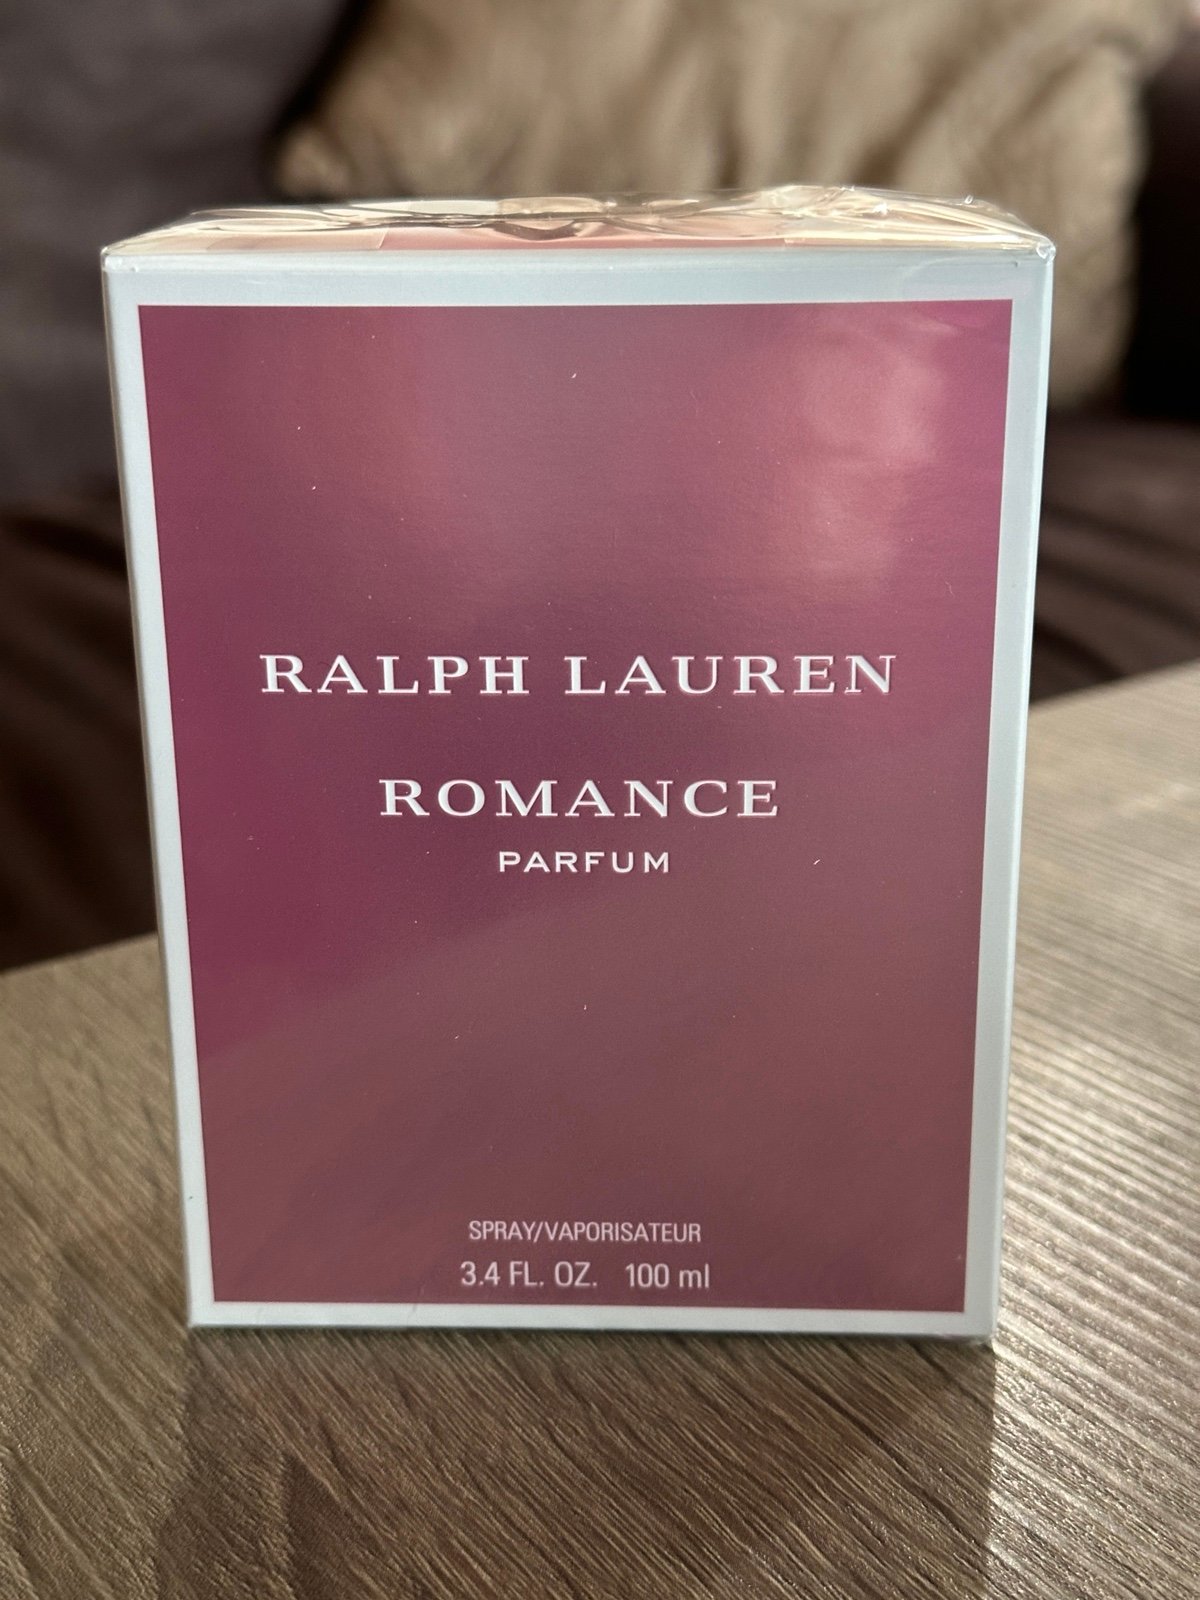 RALPH LAUREN
ROMANCE
PARFUM
SPRAY/VAPORISATEUR
3.4 FL. OZ. 100 ml